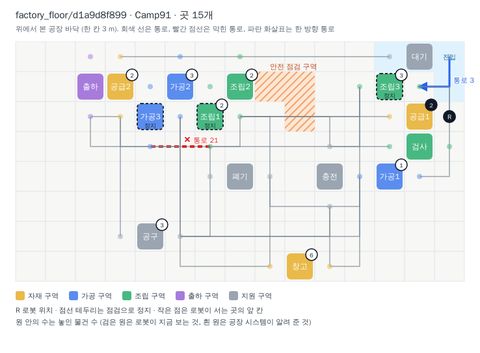 factory_floor/d1a9d8f899 · Camp91 · 곳 15개
위에서 본 공장 바닥 (한 칸 3 m). 회색 선은 통로, 빨간 점선은 막힌 통로, 파란 화살표는 한 방향 통로
안전 점검 구역
대기
진입
통로 3
출하
공급2
2
가공2
3
조립2
2
조립3
정지
3
공급1
2
R
가공3
정지
3
조립1
정지
2
통로 21
검사
폐기
충전
가공1
1
공구
3
창고
6
자재 구역
가공 구역
조립 구역
출하 구역
지원 구역
R 로봇 위치 · 점선 테두리는 점검으로 정지 · 작은 점은 로봇이 서는 곳의 앞 칸
원 안의 수는 놓인 물건 수 (검은 원은 로봇이 지금 보는 것, 흰 원은 공장 시스템이 알려 준 것)